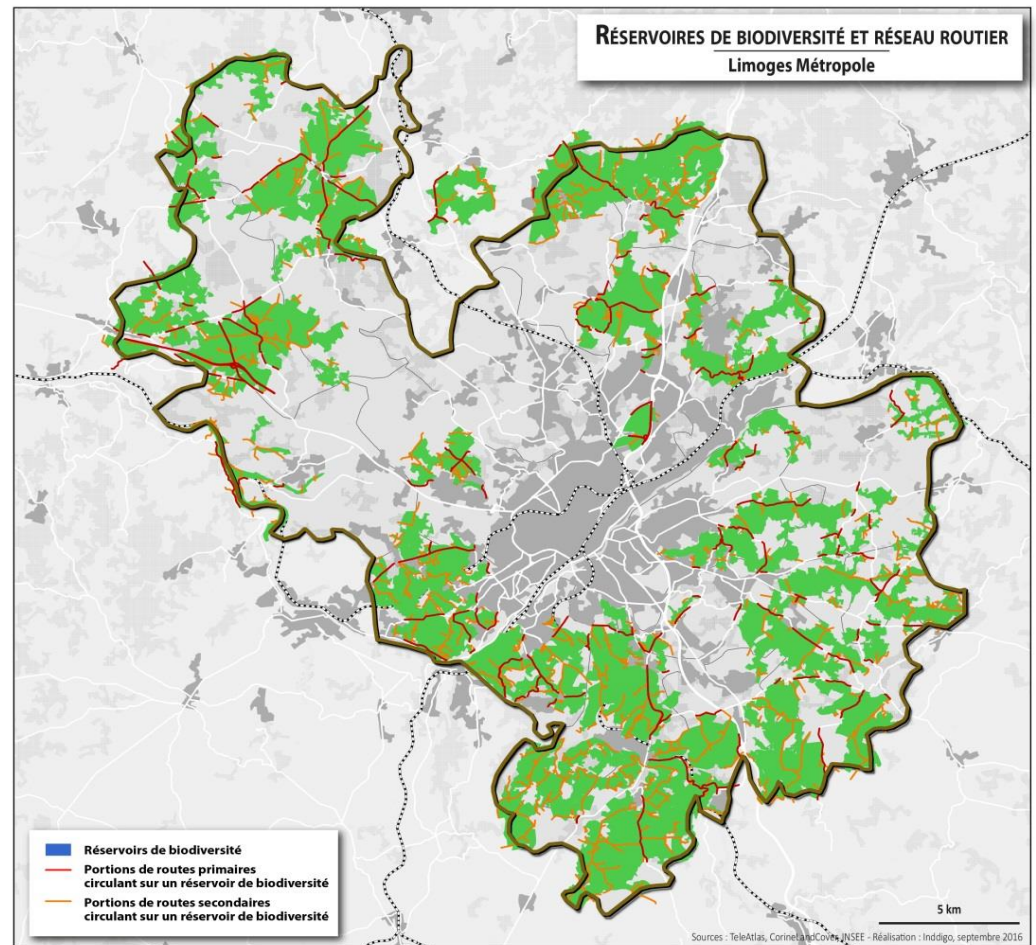 RÉSERVOIRES DE BIODIVERSITÉ ET RÉSEAU ROUTIER
Limoges Métropole
Réservoirs de biodiversité
Portions de routes primaires
circulant sur un réservoir de biodiversité
Portions de routes secondaires
circulant sur un réservoir de biodiversité
5 km
Sources : TeleAtlas, CorineLandCover, INSEE - Réalisation : Inddigo, septembre 2016